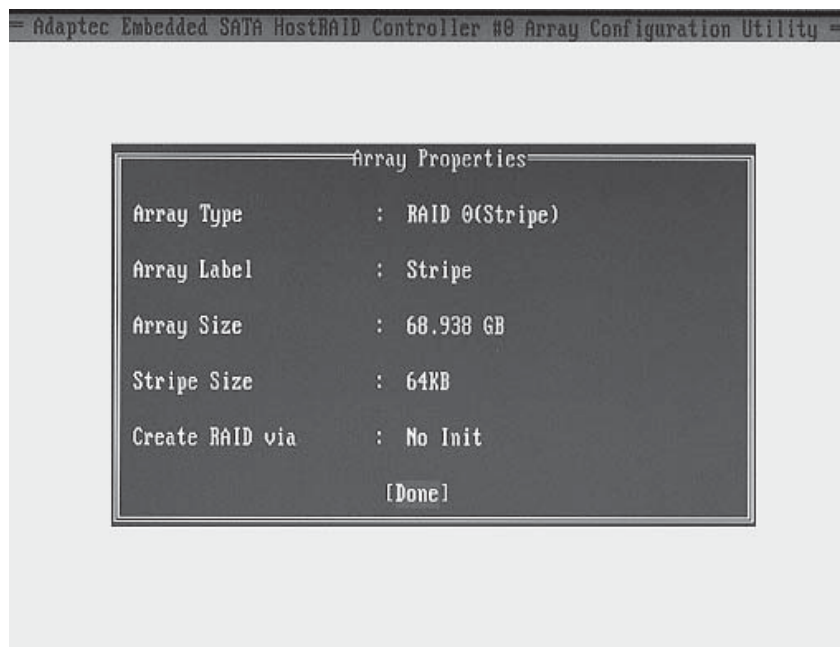 = Adaptec Embedded SATA HostRAID Controller #0 Array Configuration Utility =
Array Properties
Array Type : RAID 0(Stripe)
Array Label : Stripe
Array Size : 68.938 GB
Stripe Size : 64KB
Create RAID via : No Init
[Done]